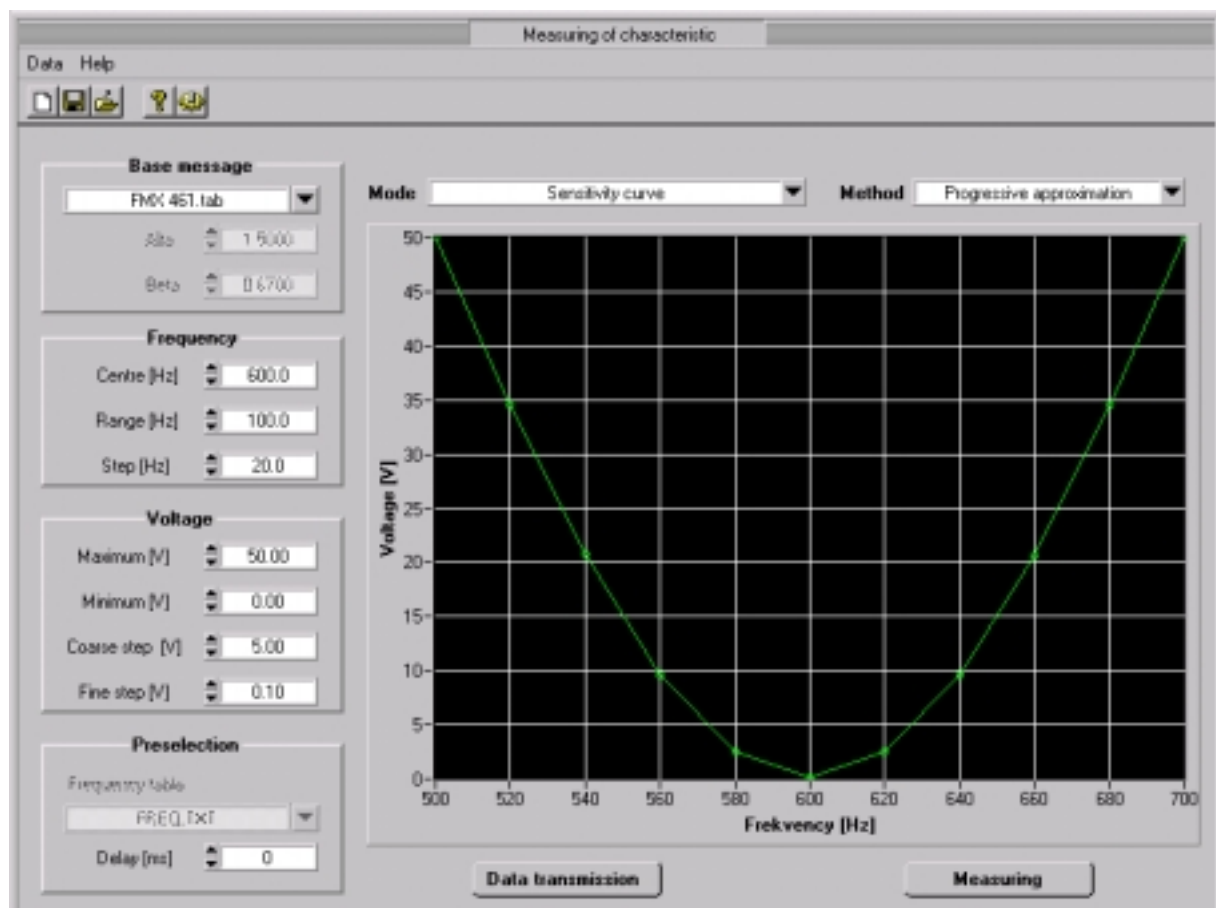 Measuring of characteristic
Data Help
Base message
FMX 461.tab
Alfa 1.5000
Beta 0.6700
Frequency
Centre [Hz] 600.0
Range [Hz] 100.0
Step [Hz] 20.0
Voltage
Maximum [V] 50.00
Minimum [V] 0.00
Coarse step [V] 5.00
Fine step [V] 0.10
Preselection
Frequency table
FREQ.TXT
Delay [ms] 0
Mode Sensitivity curve Method Progressive approximation
Voltage [V]
50
45
40
35
30
25
20
15
10
5
0
500 520 540 560 580 600 620 640 660 680 700
Frekvency [Hz]
Data transmission Measuring